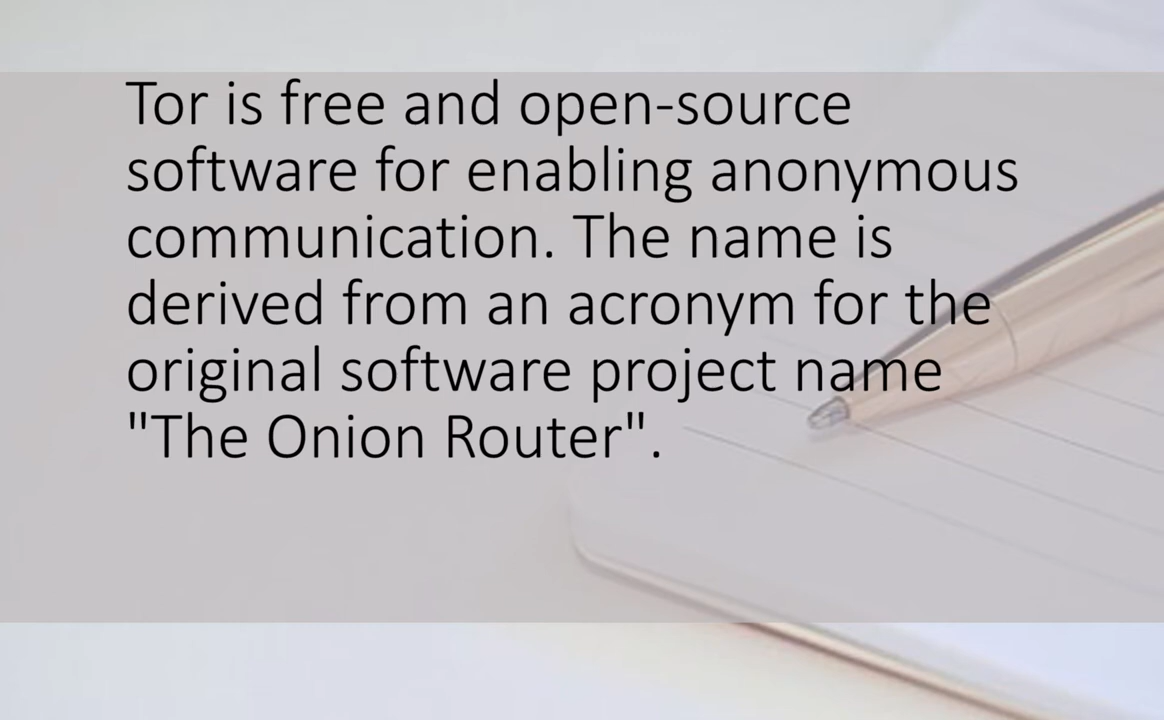 Tor is free and open-source
software for enabling anonymous
communication. The name is
derived from an acronym for the
original software project name
"The Onion Router".